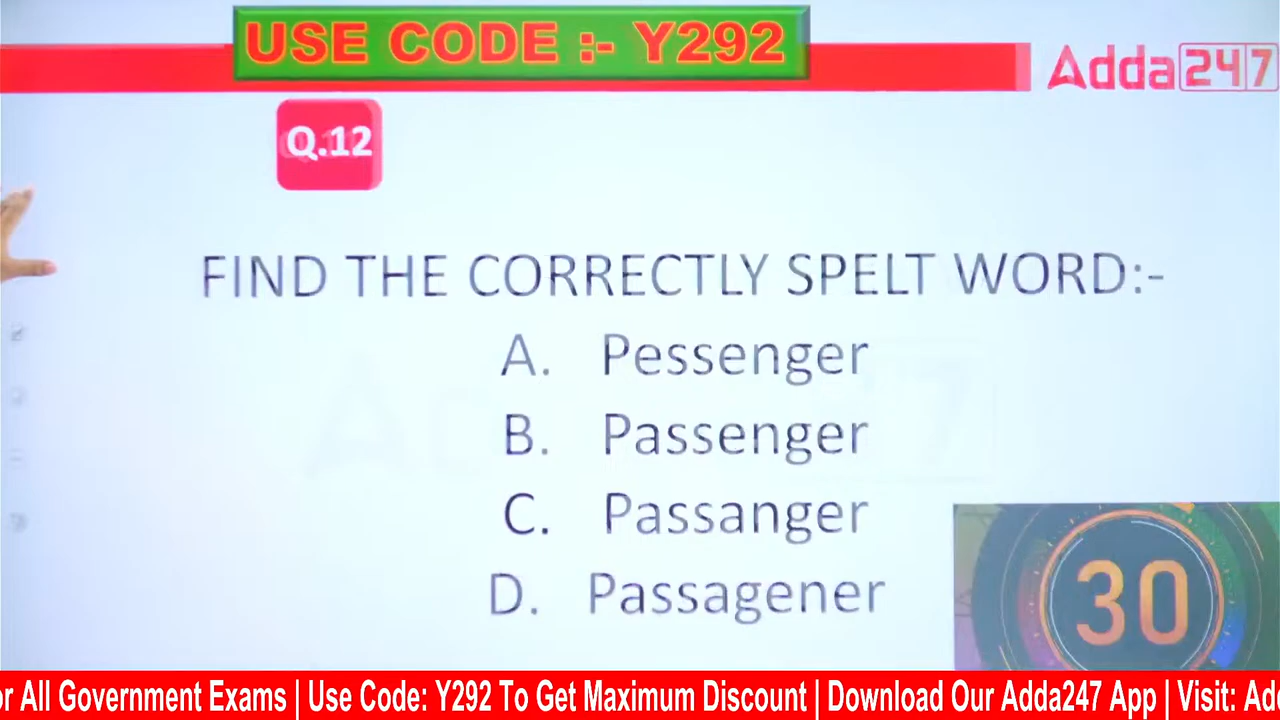 USE CODE :- Y292
Adda247
Q.12
FIND THE CORRECTLY SPELT WORD:-
A. Pessenger
B. Passenger
C. Passanger
D. Passagener
30
or All Government Exams | Use Code: Y292 To Get Maximum Discount | Download Our Adda247 App | Visit: Add